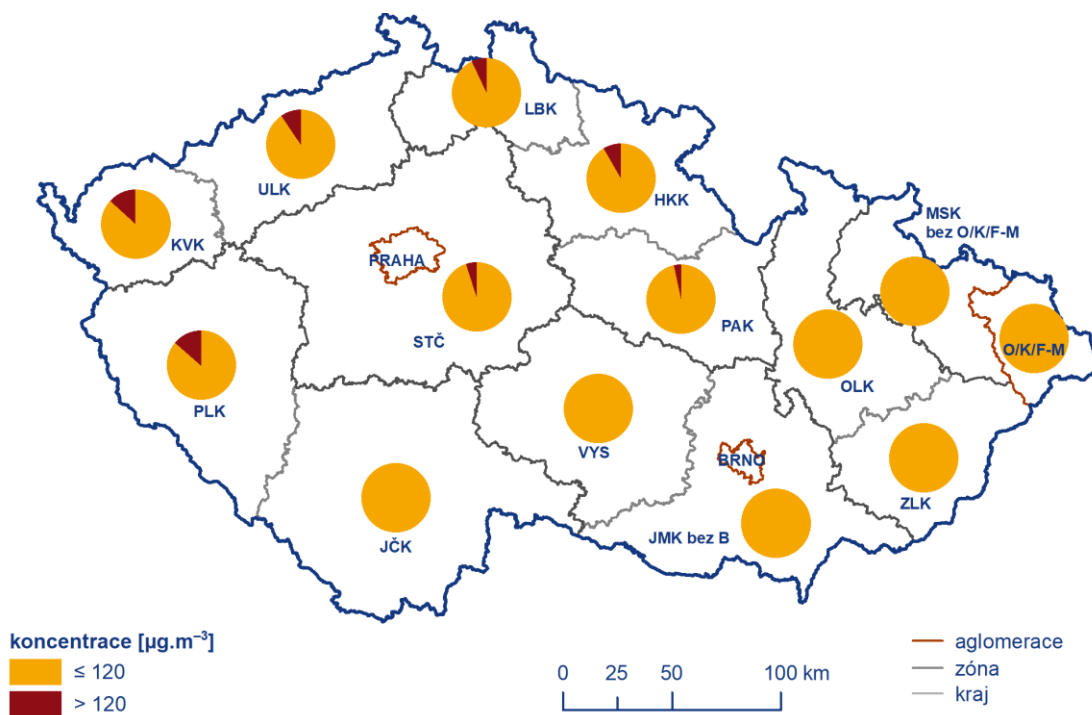 LBK
ULK
HKK
KVK
MSK
bez O/K/F-M
PRAHA
STČ
PAK
O/K/F-M
OLK
PLK
VYS
BRNO
ZLK
JČK
JMK bez B
koncentrace [µg.m⁻³]
≤ 120
> 120
0 25 50 100 km
aglomerace
zóna
kraj